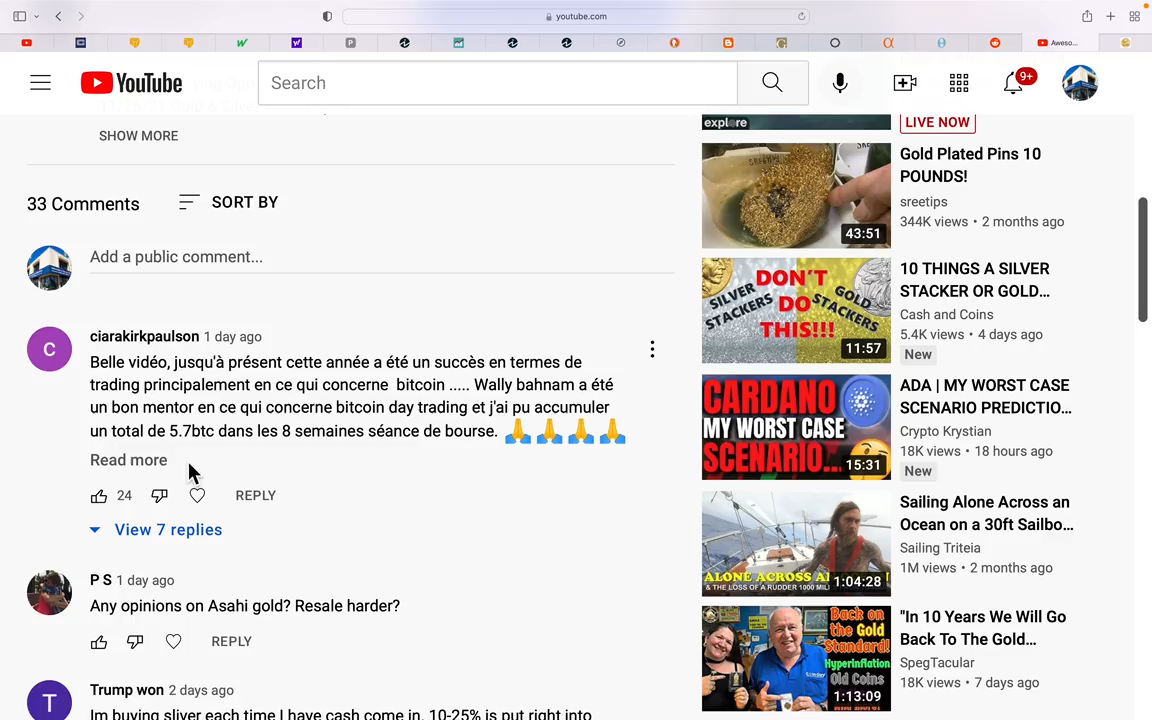 youtube.com
Aweso...
YouTube
Search
9+
SHOW MORE
33 Comments
SORT BY
Add a public comment...
C
ciarakirkpaulson 1 day ago
Belle vidéo, jusqu'à présent cette année a été un succès en termes de
trading principalement en ce qui concerne bitcoin ..... Wally bahnam a été
un bon mentor en ce qui concerne bitcoin day trading et j'ai pu accumuler
un total de 5.7btc dans les 8 semaines séance de bourse. 🙏 🙏 🙏 🙏
Read more
24
REPLY
View 7 replies
P S 1 day ago
Any opinions on Asahi gold? Resale harder?
REPLY
T
Trump won 2 days ago
Im buying sliver each time I have cash come in. 10-25% is put right into
explore
LIVE NOW
43:51
Gold Plated Pins 10
POUNDS!
sreetips
344K views • 2 months ago
SILVER
STACKERS
DON'T
DO
THIS!!!
GOLD
STACKERS
11:57
10 THINGS A SILVER
STACKER OR GOLD...
Cash and Coins
5.4K views • 4 days ago
New
CARDANO
MY WORST CASE
SCENARIO...
15:31
ADA | MY WORST CASE
SCENARIO PREDICTIO...
Crypto Krystian
18K views • 18 hours ago
New
ALONE ACROSS
& THE LOSS OF A RUDDER 1000
1:04:28
Sailing Alone Across an
Ocean on a 30ft Sailbo...
Sailing Triteia
1M views • 2 months ago
Back on
the Gold
Standard!
Hyperinflation
Old Coins
1:13:09
"In 10 Years We Will Go
Back To The Gold...
SpegTacular
18K views • 7 days ago